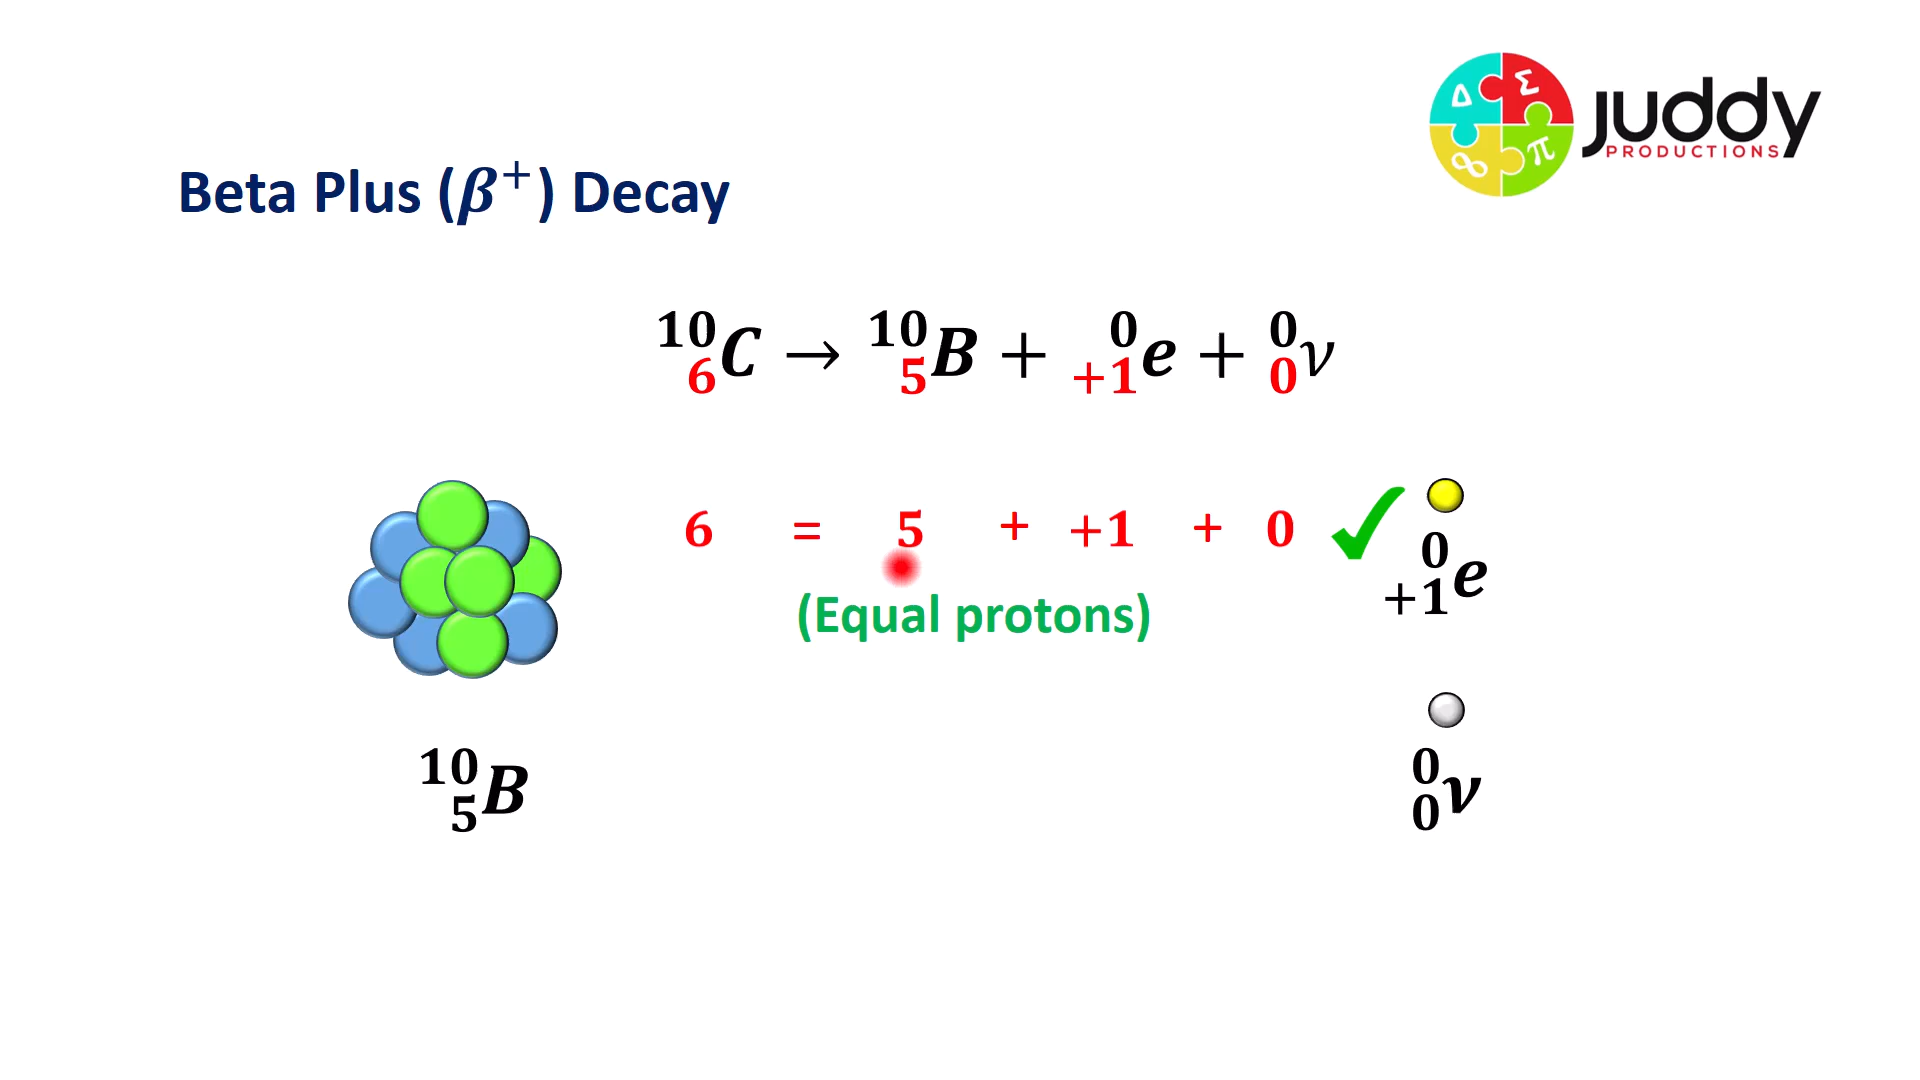 Δ Σ
∞ π
juddy
PRODUCTIONS
Beta Plus (β⁺) Decay
¹⁰₆C → ¹⁰₅B + ⁰₊₁e + ⁰₀ν
6 = 5 + +1 + 0
(Equal protons)
⁰₊₁e
¹⁰₅B
⁰₀ν